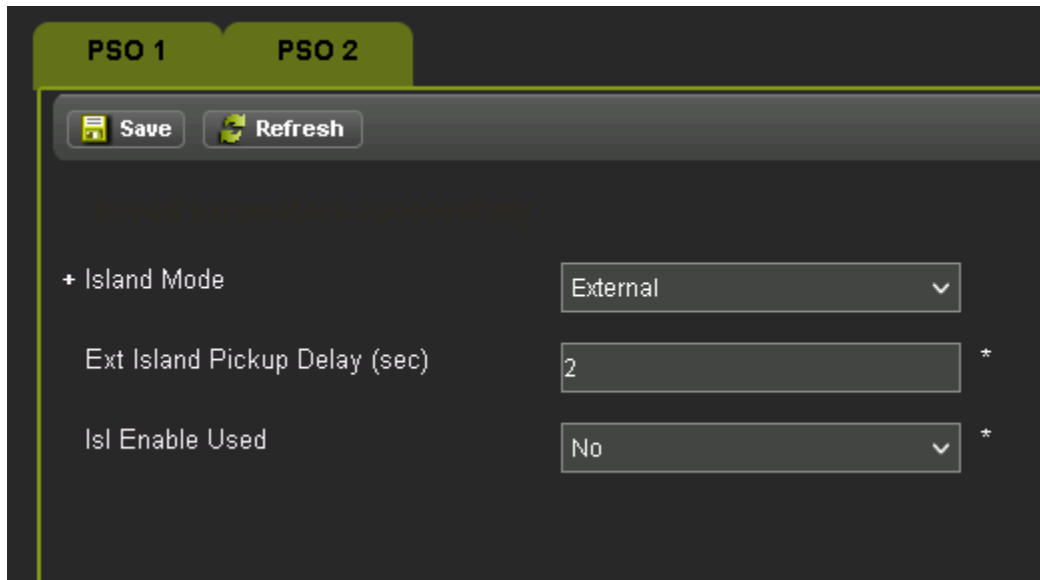 PSO 1 PSO 2
Save Refresh
+ Island Mode External
Ext Island Pickup Delay (sec) 2 *
Isl Enable Used No *